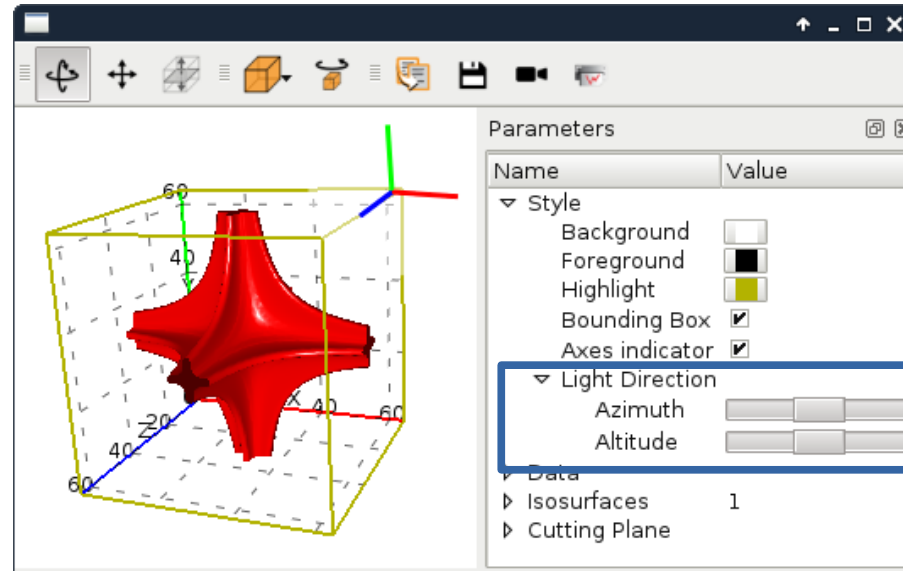 Parameters
Name Value
Style
Background
Foreground
Highlight
Bounding Box
Axes indicator
Light Direction
Azimuth
Altitude
Data
Isosurfaces 1
Cutting Plane
60
40
Y
X 40 60
Z 20
40
60